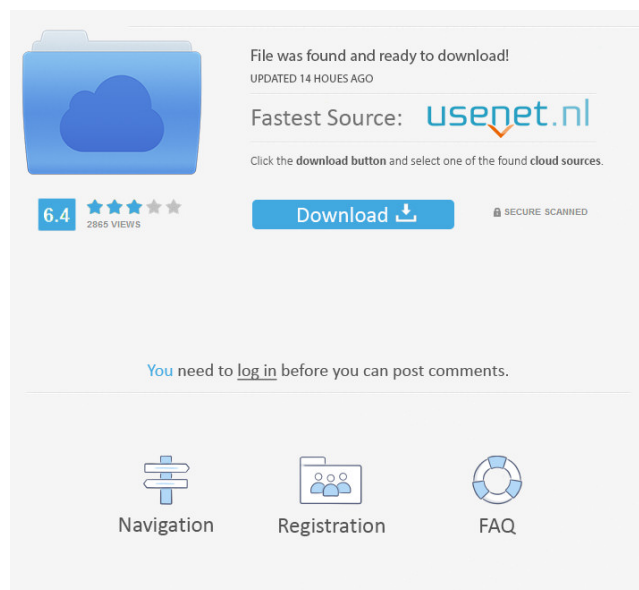 File was found and ready to download!
UPDATED 14 HOUES AGO
Fastest Source: usenet.nl
Click the download button and select one of the found cloud sources.
6.4
2865 VIEWS
Download
SECURE SCANNED
You need to log in before you can post comments.
Navigation
Registration
FAQ